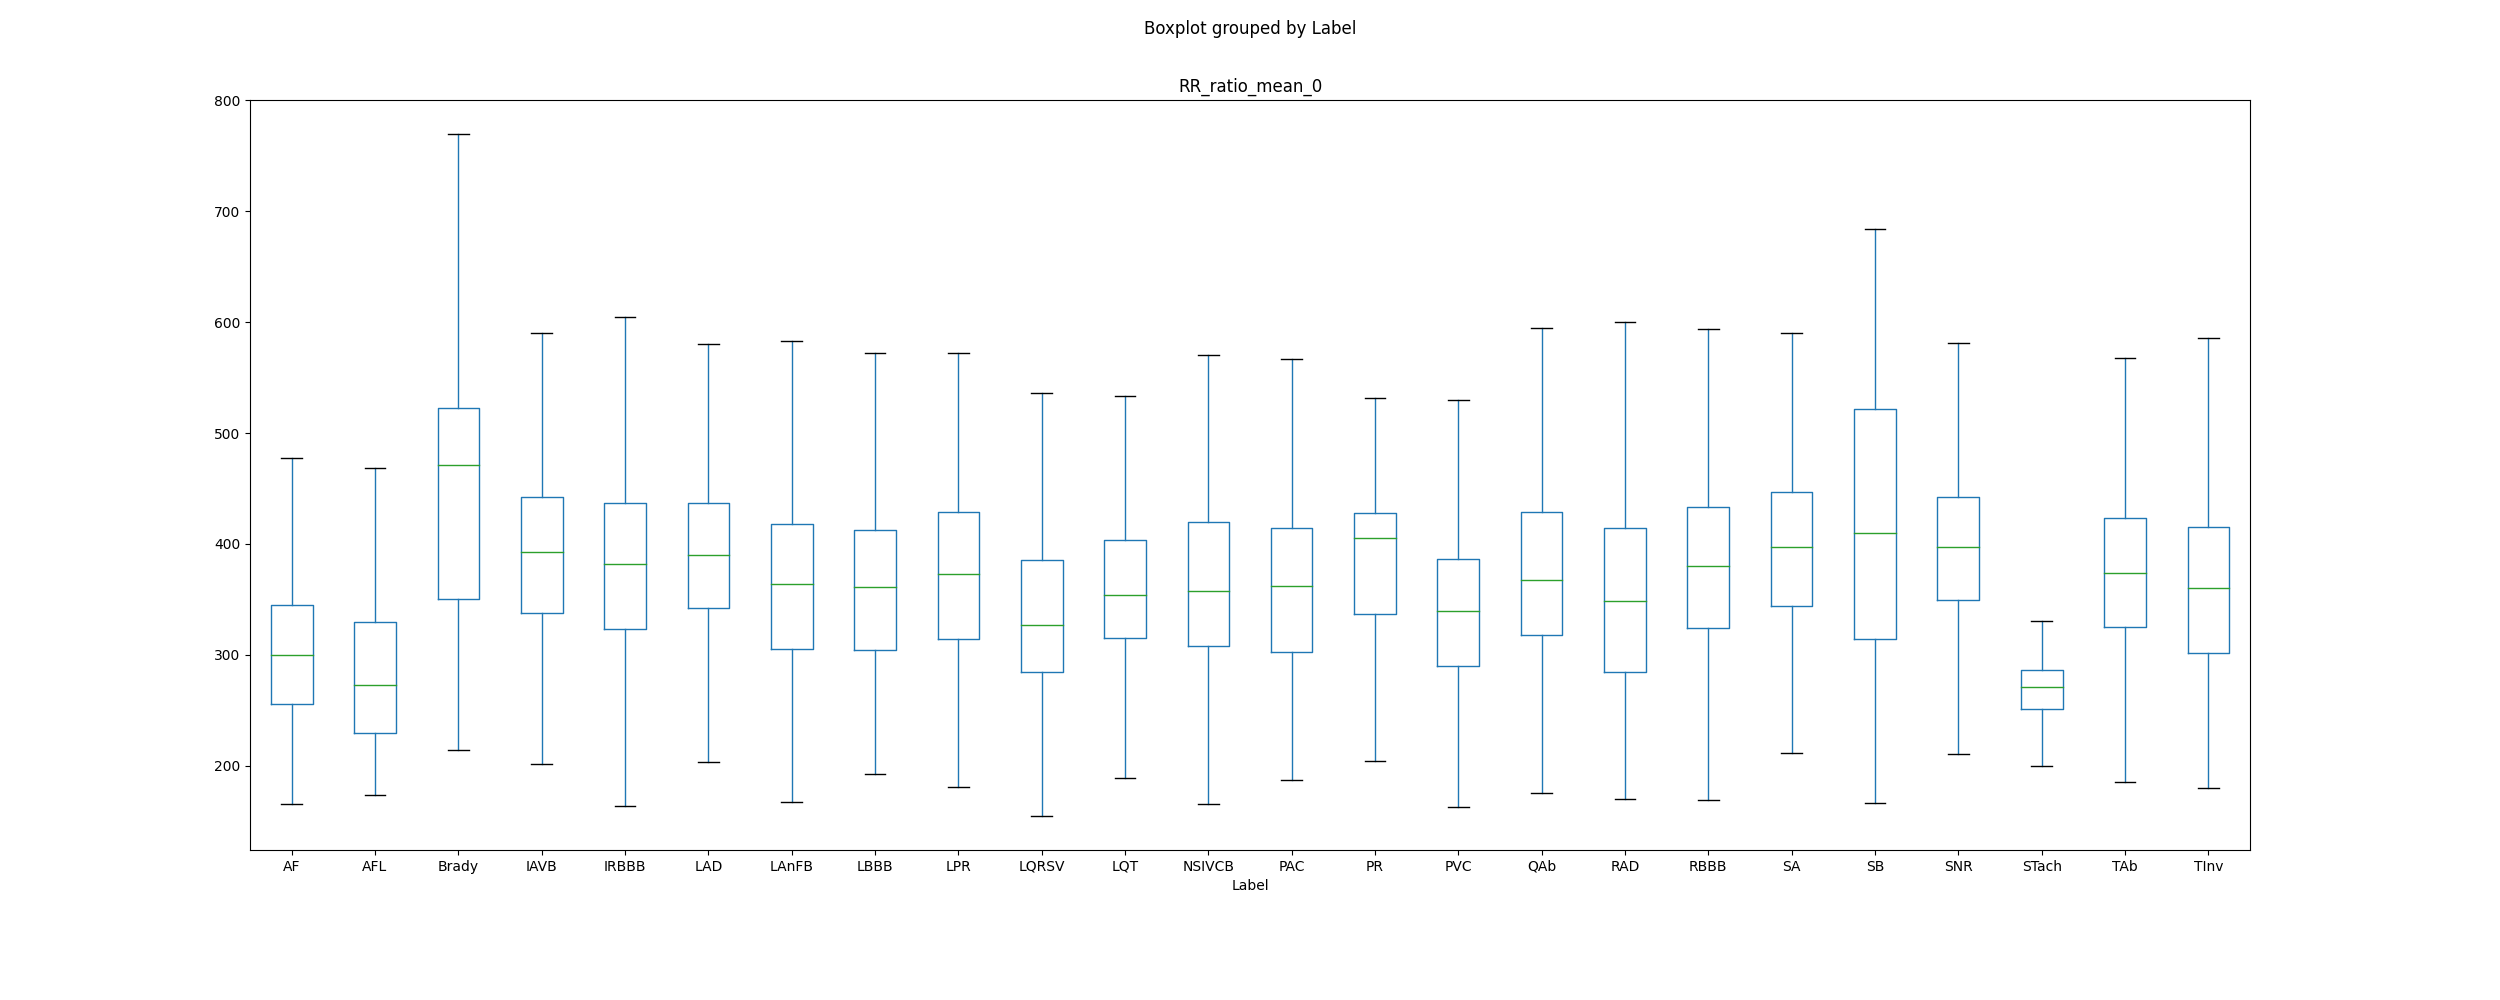 Boxplot grouped by Label
RR_ratio_mean_0
800
700
600
500
400
300
200
AF AFL Brady IAVB IRBBB LAD LAnFB LBBB LPR LQRSV LQT NSIVCB PAC PR PVC QAb RAD RBBB SA SB SNR STach TAb TInv
Label